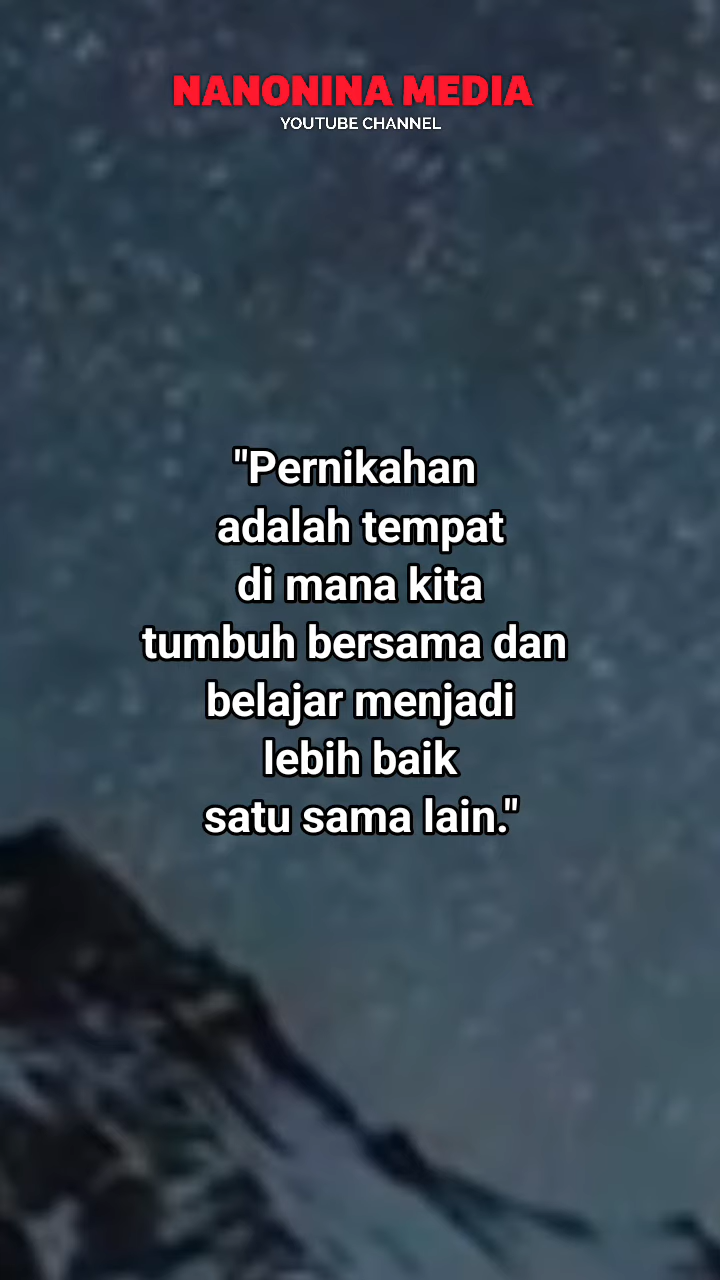 NANONINA MEDIA
YOUTUBE CHANNEL
"Pernikahan
adalah tempat
di mana kita
tumbuh bersama dan
belajar menjadi
lebih baik
satu sama lain."